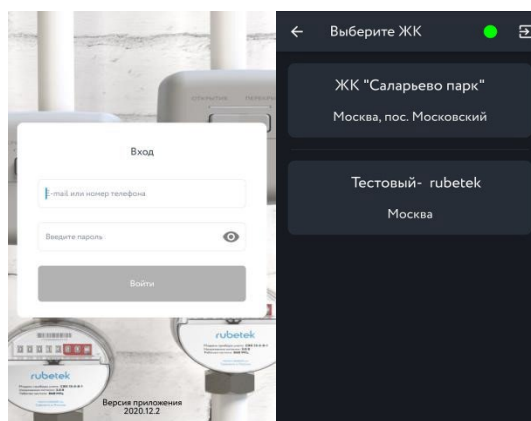 Вход
E-mail или номер телефона
Введите пароль
Войти
rubetek
rubetek
Версия приложения
2020.12.2
Выберите ЖК
ЖК "Саларьево парк"
Москва, пос. Московский
Тестовый- rubetek
Москва